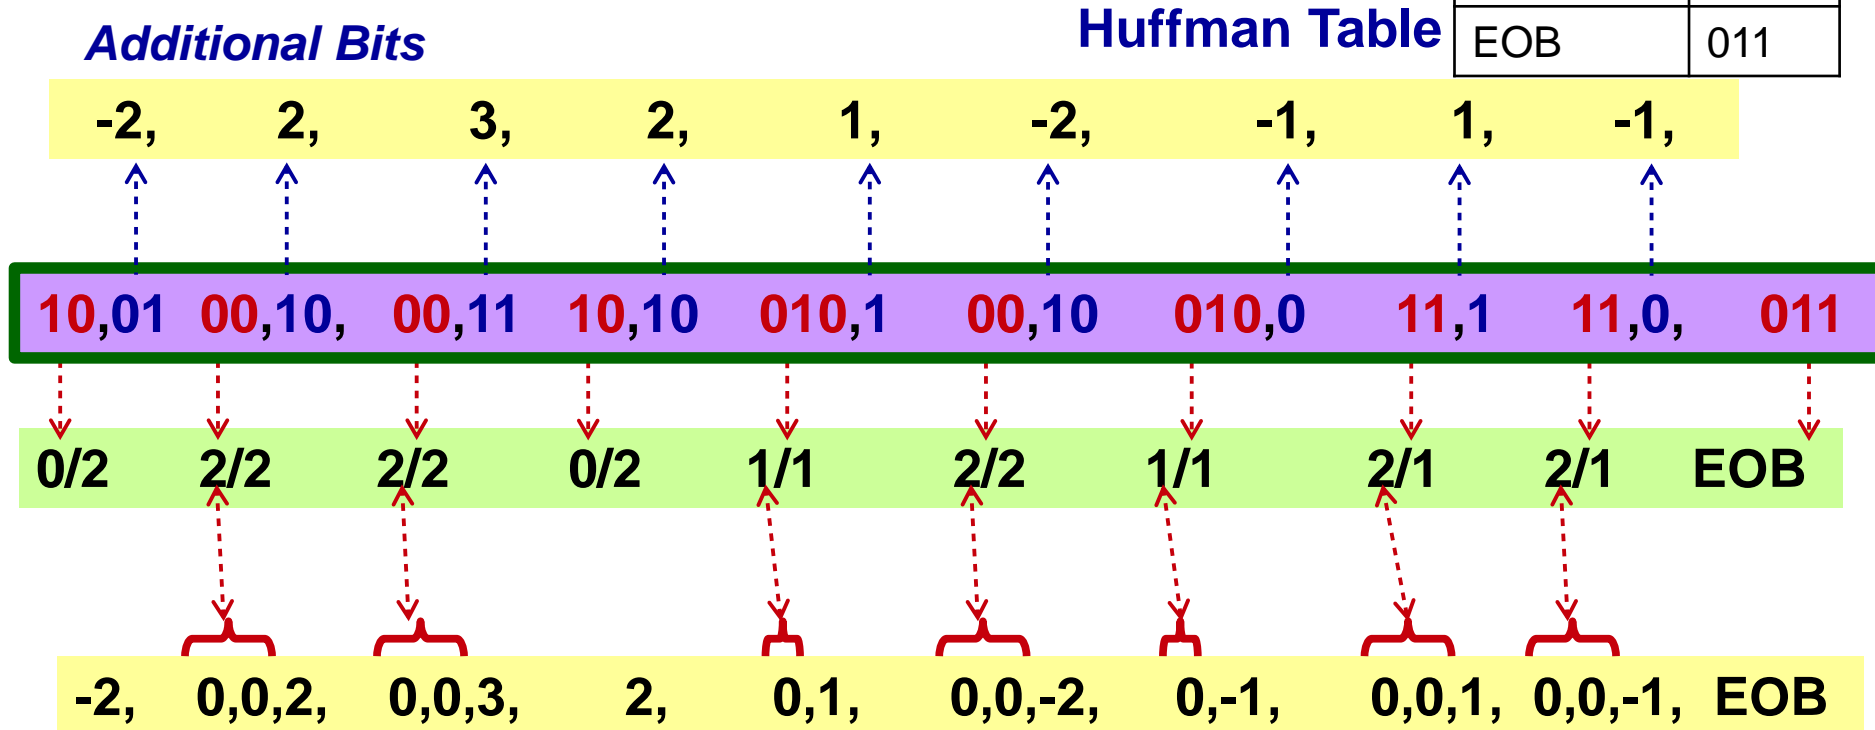 Additional Bits
Huffman Table
EOB 011
-2, 2, 3, 2, 1, -2, -1, 1, -1,
10,01 00,10, 00,11 10,10 010,1 00,10 010,0 11,1 11,0, 011
0/2 2/2 2/2 0/2 1/1 2/2 1/1 2/1 2/1 EOB
-2, 0,0,2, 0,0,3, 2, 0,1, 0,0,-2, 0,-1, 0,0,1, 0,0,-1, EOB